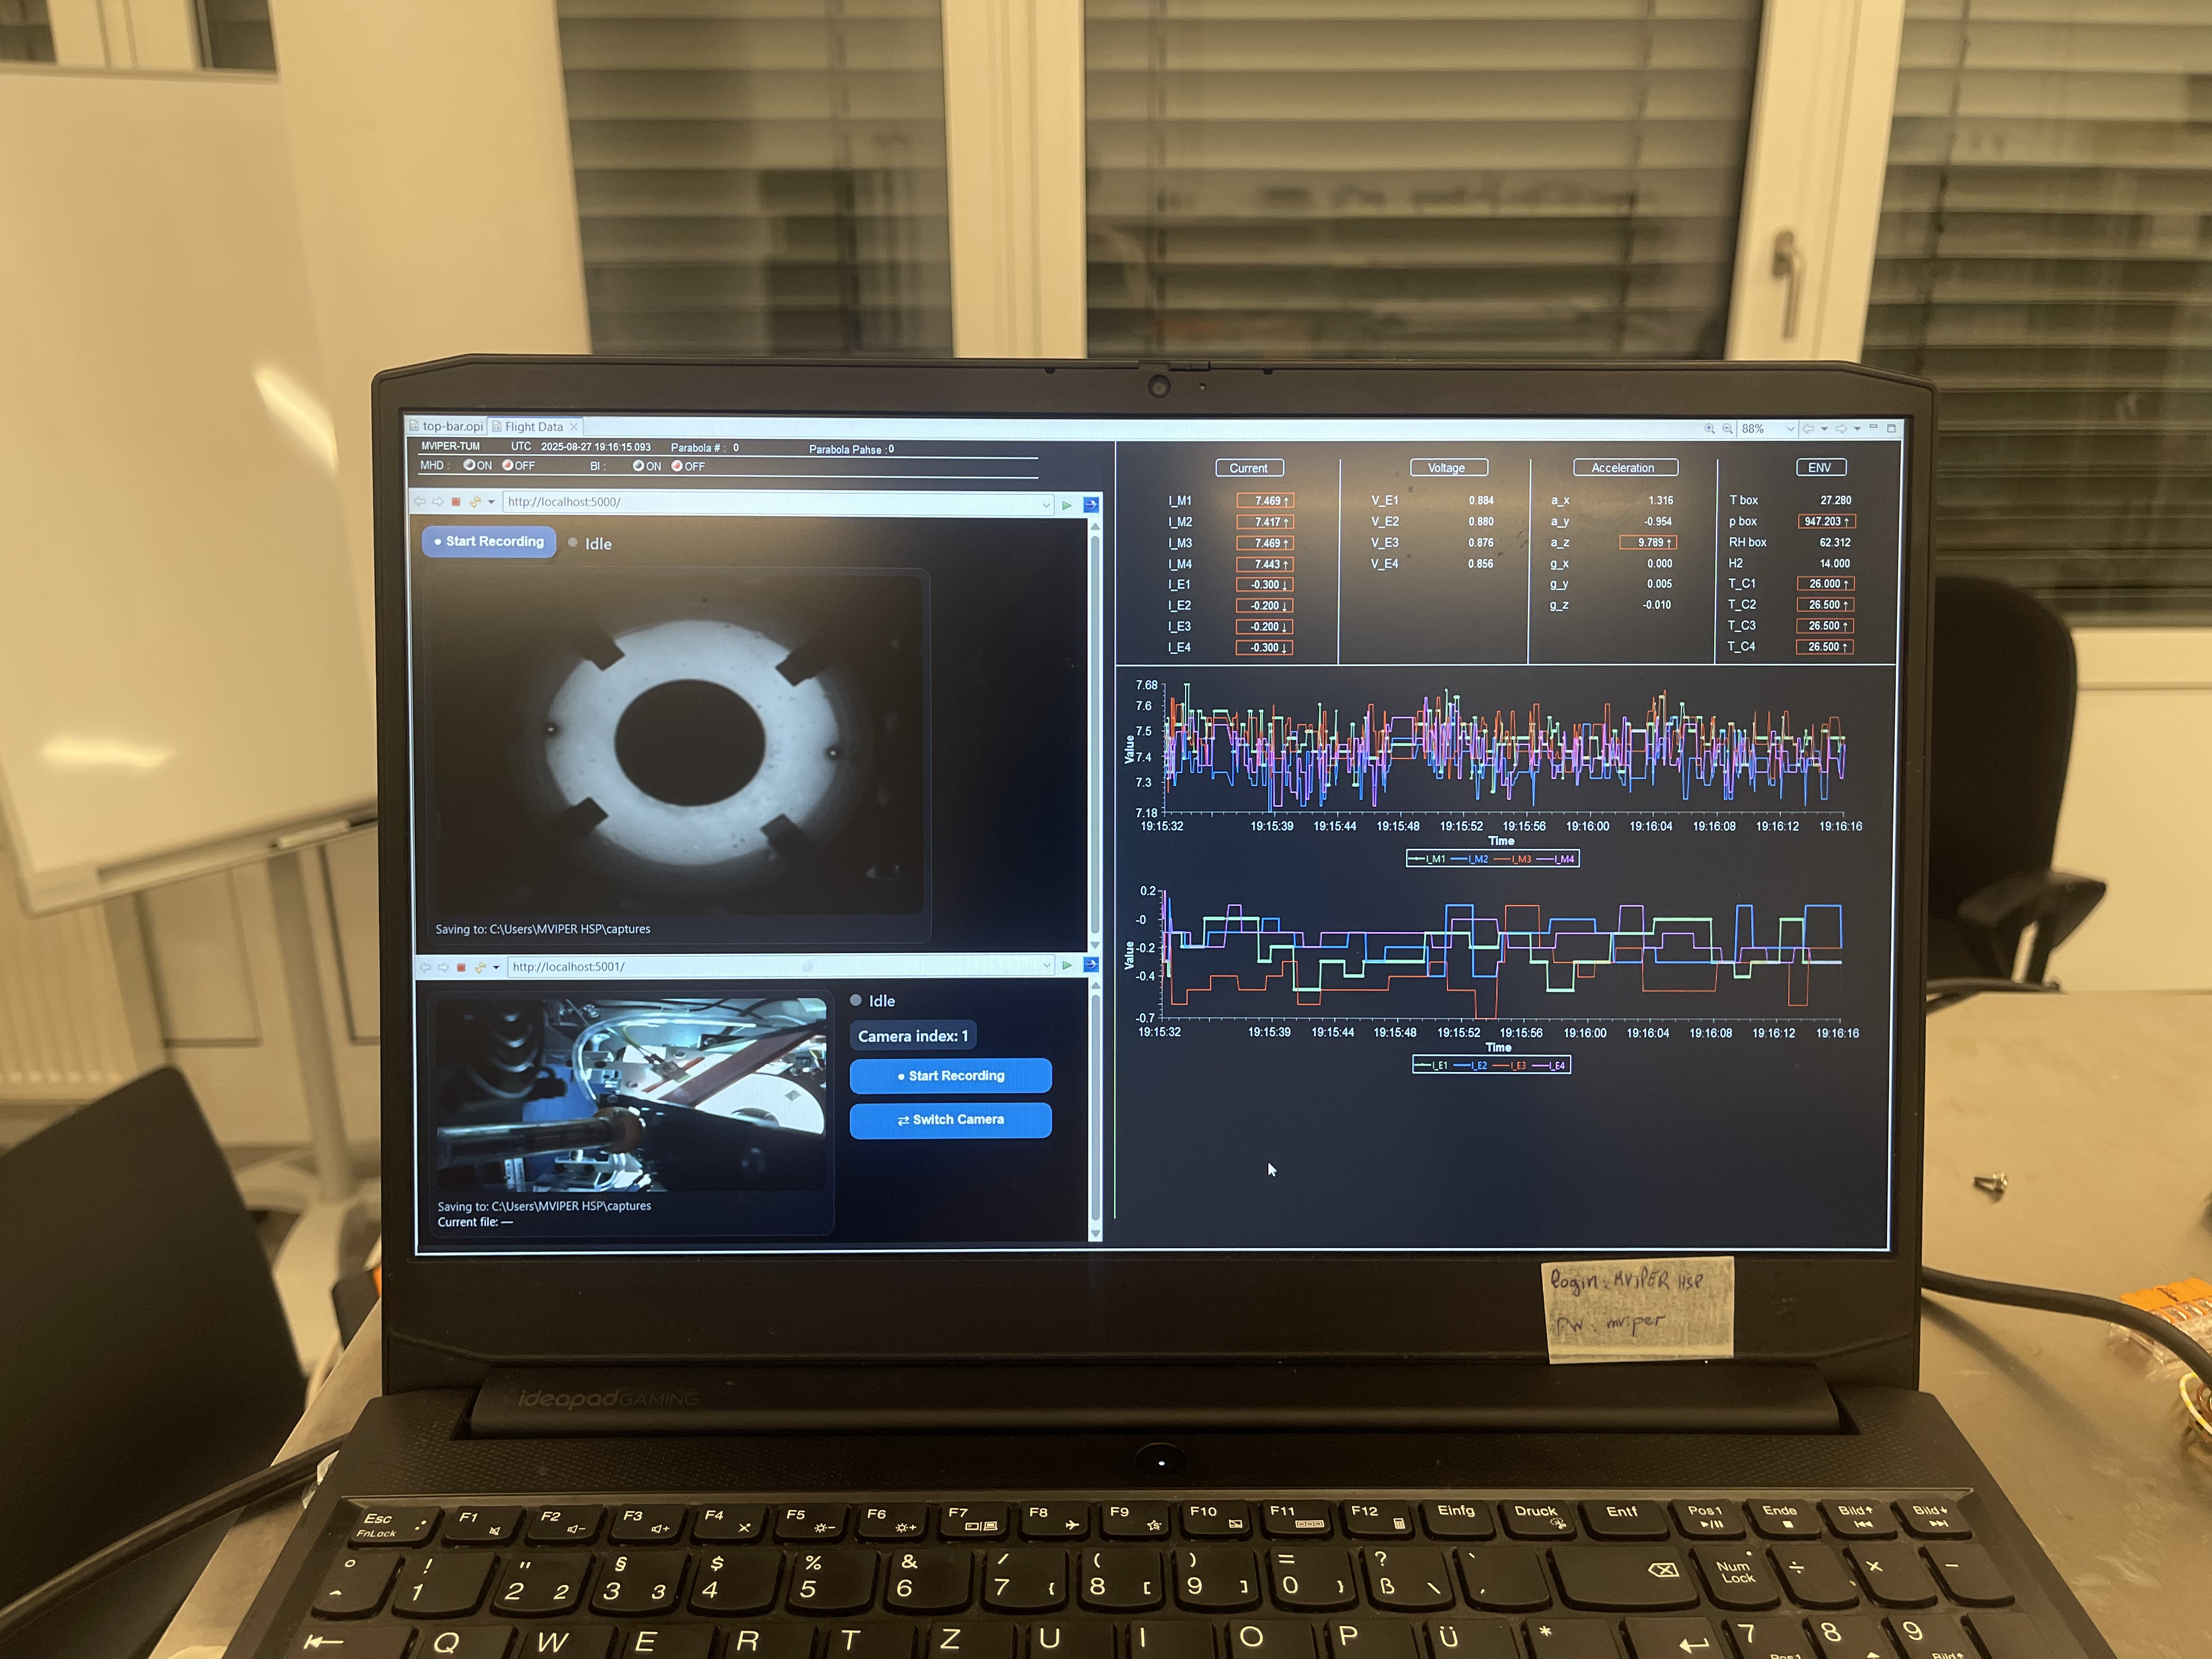 top-bar.opi Flight Data
88%
MVIPER-TUM UTC 2025-08-27 19:16:15.093 Parabola # : 0 Parabola Pahse :0
MHD : ON OFF BI : ON OFF
http://localhost:5000/
Start Recording Idle
Saving to: C:\Users\MVIPER HSP\captures
http://localhost:5001/
Idle
Camera index: 1
Start Recording
Switch Camera
Saving to: C:\Users\MVIPER HSP\captures
Current file: —
Current Voltage Acceleration ENV
I_M1 7.469 ↑ V_E1 0.884 a_x 1.316 T box 27.280
I_M2 7.417 ↑ V_E2 0.880 a_y -0.954 p box 947.203 ↑
I_M3 7.469 ↑ V_E3 0.876 a_z 9.789 ↑ RH box 62.312
I_M4 7.443 ↑ V_E4 0.856 g_x 0.000 H2 14.000
I_E1 -0.300 ↓ g_y 0.005 T_C1 26.000 ↑
I_E2 -0.200 ↓ g_z -0.010 T_C2 26.500 ↑
I_E3 -0.200 ↓ T_C3 26.500 ↑
I_E4 -0.300 ↓ T_C4 26.500 ↑
7.68
7.6
7.5
7.4
7.3
7.18
Value
19:15:32 19:15:39 19:15:44 19:15:48 19:15:52 19:15:56 19:16:00 19:16:04 19:16:08 19:16:12 19:16:16
Time
I_M1 I_M2 I_M3 I_M4
0.2
-0
-0.2
-0.4
-0.7
Value
19:15:32 19:15:39 19:15:44 19:15:48 19:15:52 19:15:56 19:16:00 19:16:04 19:16:08 19:16:12 19:16:16
Time
I_E1 I_E2 I_E3 I_E4
login: MVIPER HSP
PW: mviper
ideapad GAMING
Esc F1 F2 F3 F4 F5 F6 F7 F8 F9 F10 F11 F12 Einfg Druck Entf Pos1 Ende Bild↑ Bild↓
FnLock
° ! " § $ % & / ( ) = ? `
^ 1 2 2 3 3 4 5 6 7 { 8 [ 9 ] 0 } ß \ ´ Num Lock ÷ × −
Q W E R T Z U I O P Ü * 7 8 9
Pos1 Bild↑